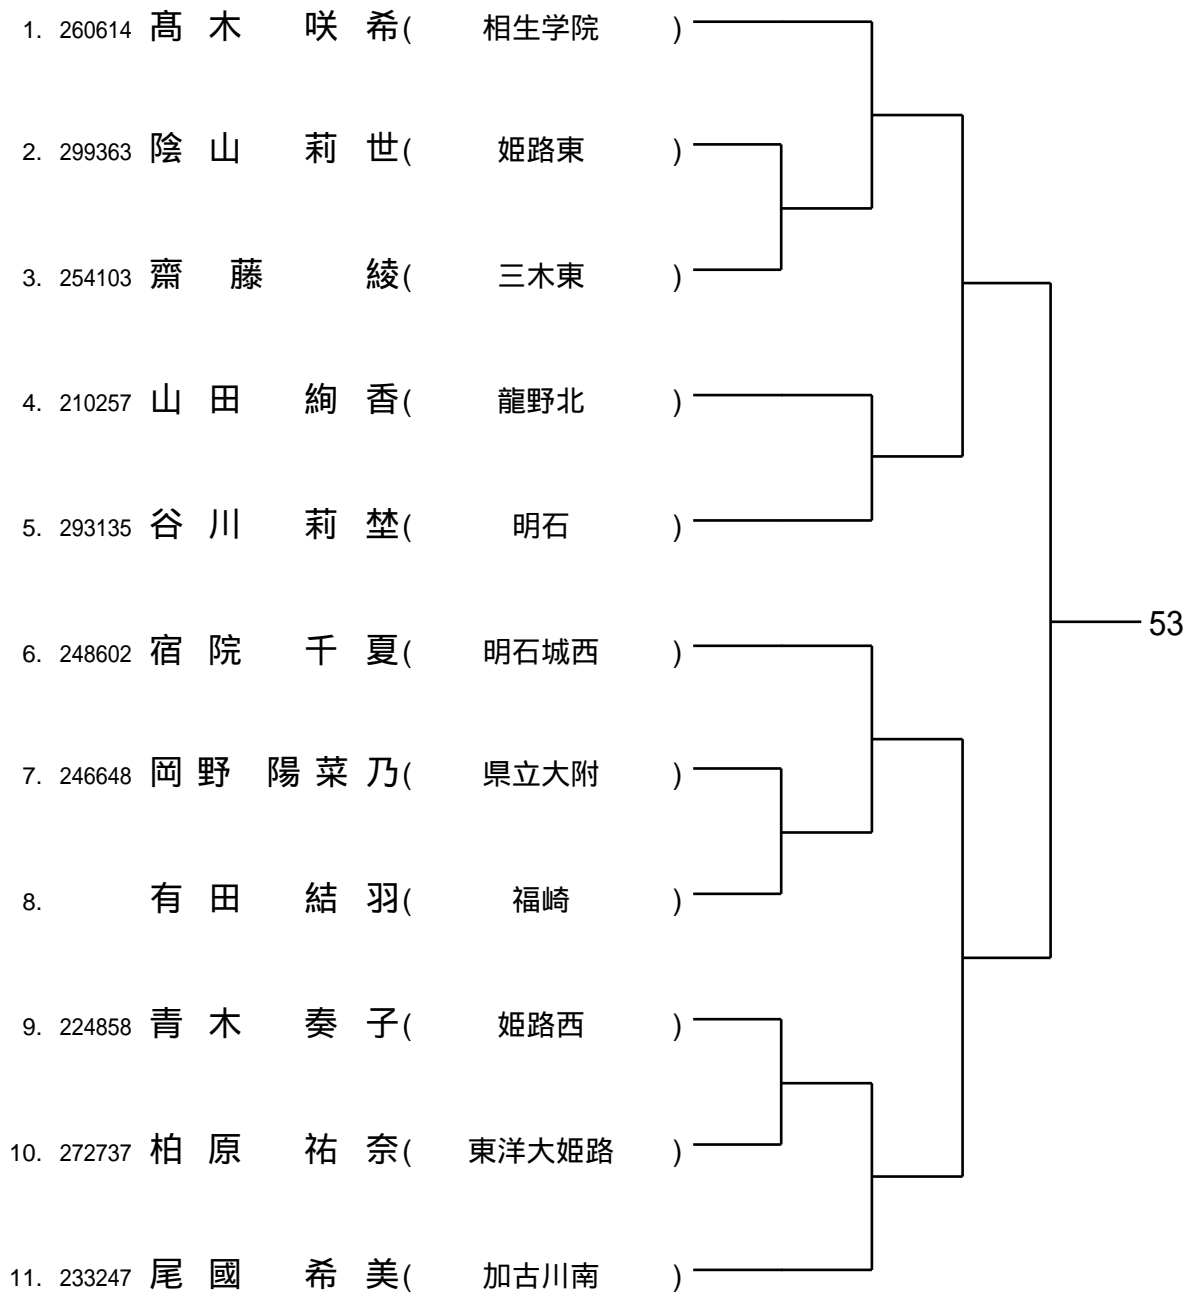 1. 260614 髙木 咲希( 相生学院 )
2. 299363 陰山 莉世( 姫路東 )
3. 254103 齋藤 綾( 三木東 )
4. 210257 山田 絢香( 龍野北 )
5. 293135 谷川 莉埜( 明石 )
53
6. 248602 宿院 千夏( 明石城西 )
7. 246648 岡野 陽菜乃( 県立大附 )
8. 有田 結羽( 福崎 )
9. 224858 青木 奏子( 姫路西 )
10. 272737 柏原 祐奈( 東洋大姫路 )
11. 233247 尾國 希美( 加古川南 )